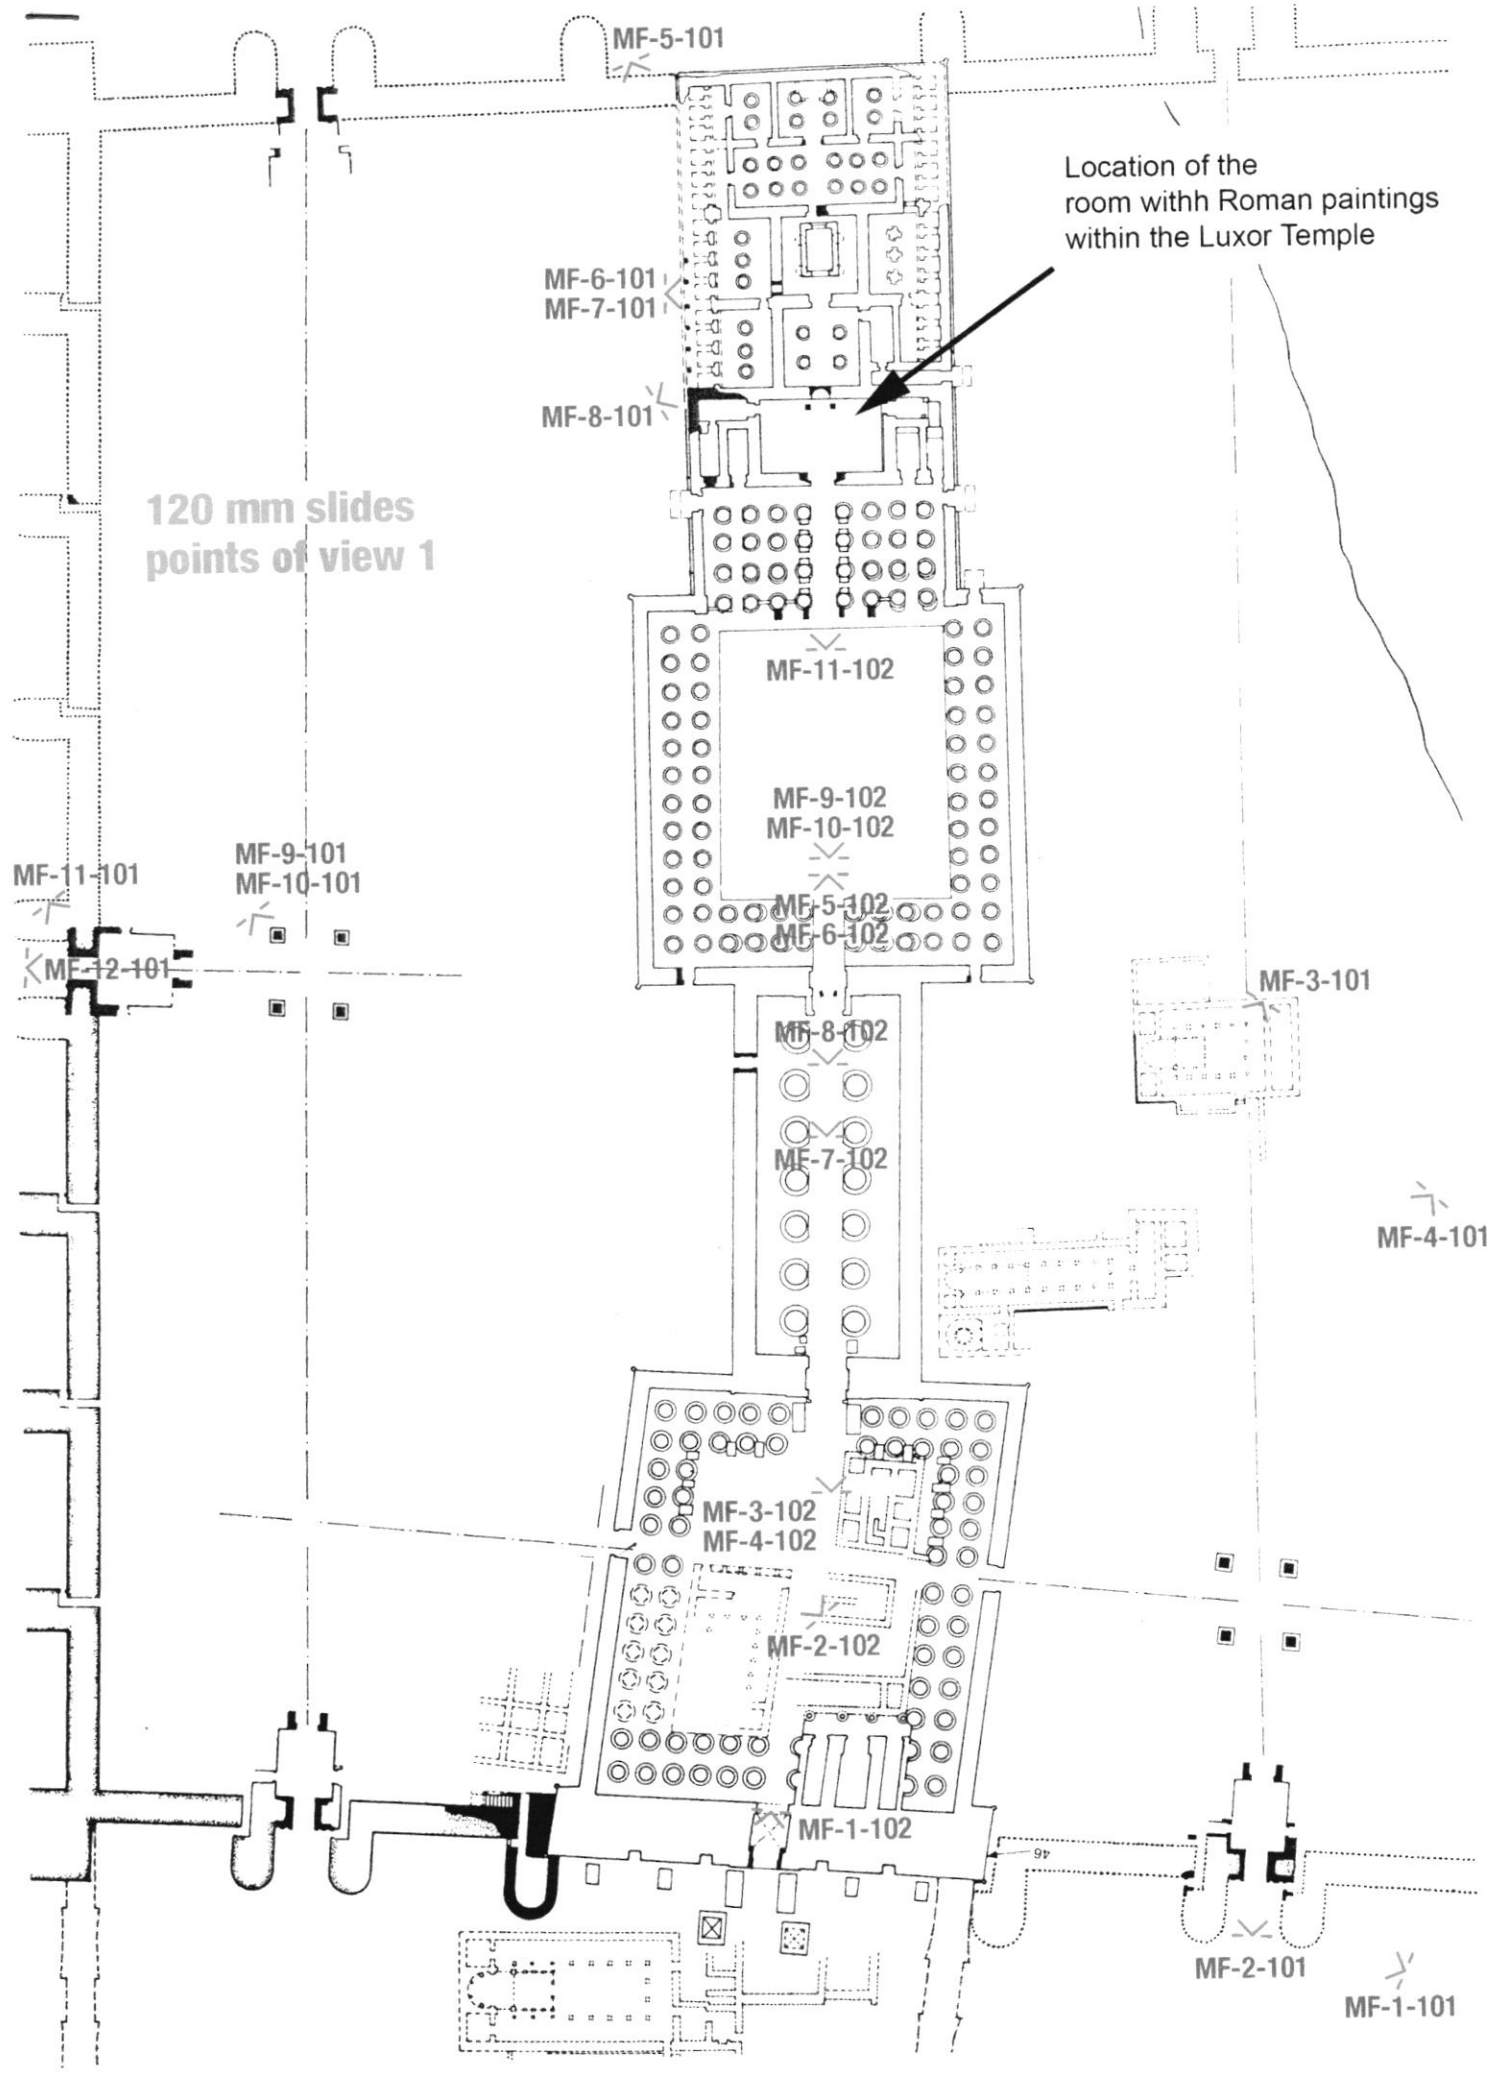 MF-5-101
Location of the
room withh Roman paintings
within the Luxor Temple
MF-6-101
MF-7-101
MF-8-101
120 mm slides
points of view 1
MF-11-102
MF-9-102
MF-10-102
MF-9-101
MF-10-101
MF-11-101
MF-5-102
MF-6-102
MF-12-101
MF-3-101
MF-8-102
MF-7-102
MF-4-101
MF-3-102
MF-4-102
MF-2-102
MF-1-102
46
MF-2-101
MF-1-101